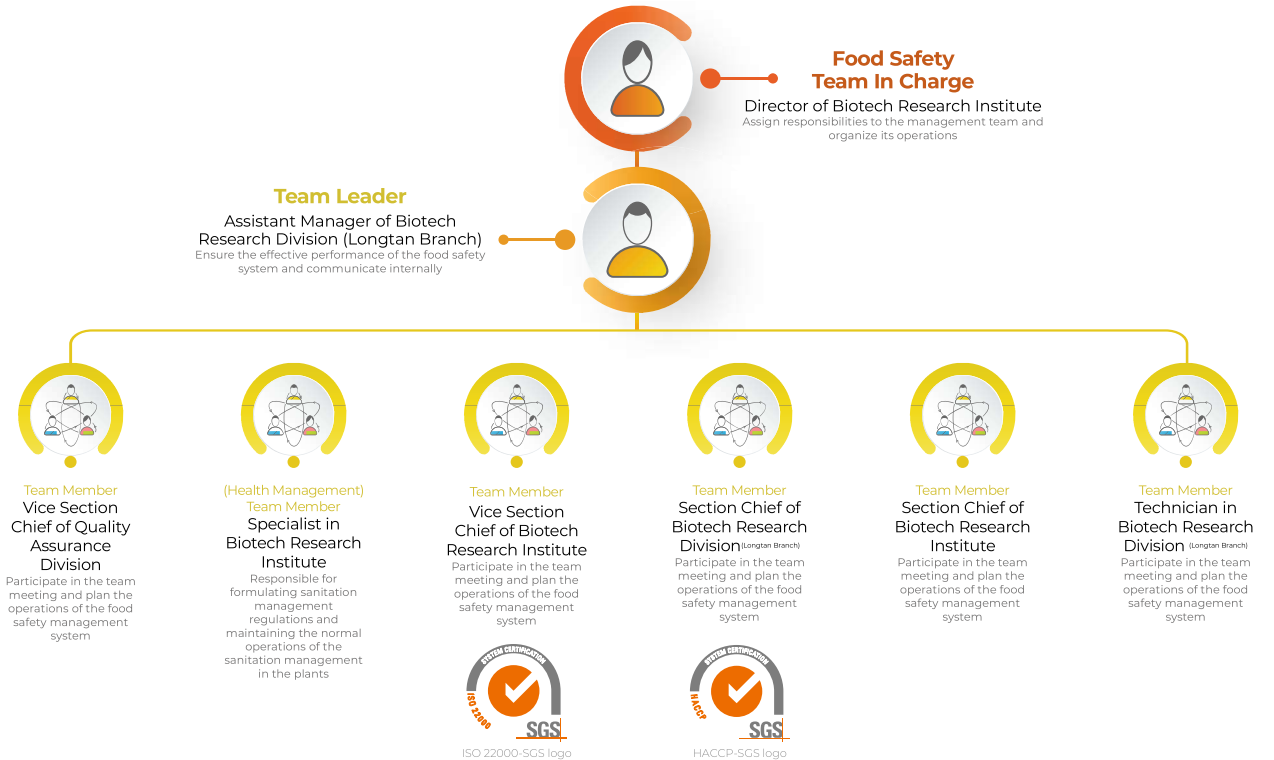 Food Safety
Team In Charge
Director of Biotech Research Institute
Assign responsibilities to the management team and
organize its operations
Team Leader
Assistant Manager of Biotech
Research Division (Longtan Branch)
Ensure the effective performance of the food safety
system and communicate internally
Team Member
Vice Section
Chief of Quality
Assurance
Division
Participate in the team
meeting and plan the
operations of the food
safety management
system
(Health Management)
Team Member
Specialist in
Biotech Research
Institute
Responsible for
formulating sanitation
management
regulations and
maintaining the normal
operations of the
sanitation management
in the plants
Team Member
Vice Section
Chief of Biotech
Research Institute
Participate in the team
meeting and plan the
operations of the food
safety management
system
Team Member
Section Chief of
Biotech Research
Division(Longtan Branch)
Participate in the team
meeting and plan the
operations of the food
safety management
system
Team Member
Section Chief of
Biotech Research
Institute
Participate in the team
meeting and plan the
operations of the food
safety management
system
Team Member
Technician in
Biotech Research
Division (Longtan Branch)
Participate in the team
meeting and plan the
operations of the food
safety management
system
SYSTEM CERTIFICATION
ISO 22000
SGS
ISO 22000-SGS logo
SYSTEM CERTIFICATION
HACCP
SGS
HACCP-SGS logo